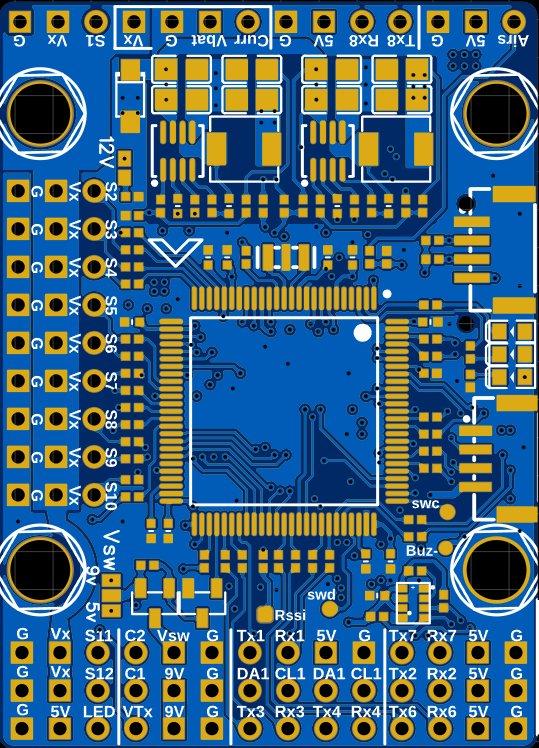 G Vx S1 Vx G Vbat Curr G 5V Rx8 Tx8 G 5V Airs
12V
G Vx S2
G Vx S3
G Vx S4
G Vx S5
G Vx S6
G Vx S7
G Vx S8
G Vx S9
G Vx S10
swc
Vsw
Buz-
9v
5v
swd
Rssi
G Vx S11 C2 Vsw G Tx1 Rx1 5V G Tx7 Rx7 5V G
G Vx S12 C1 9V G DA1 CL1 DA1 CL1 Tx2 Rx2 5V G
G 5V LED VTx 9V G Tx3 Rx3 Tx4 Rx4 Tx6 Rx6 5V G